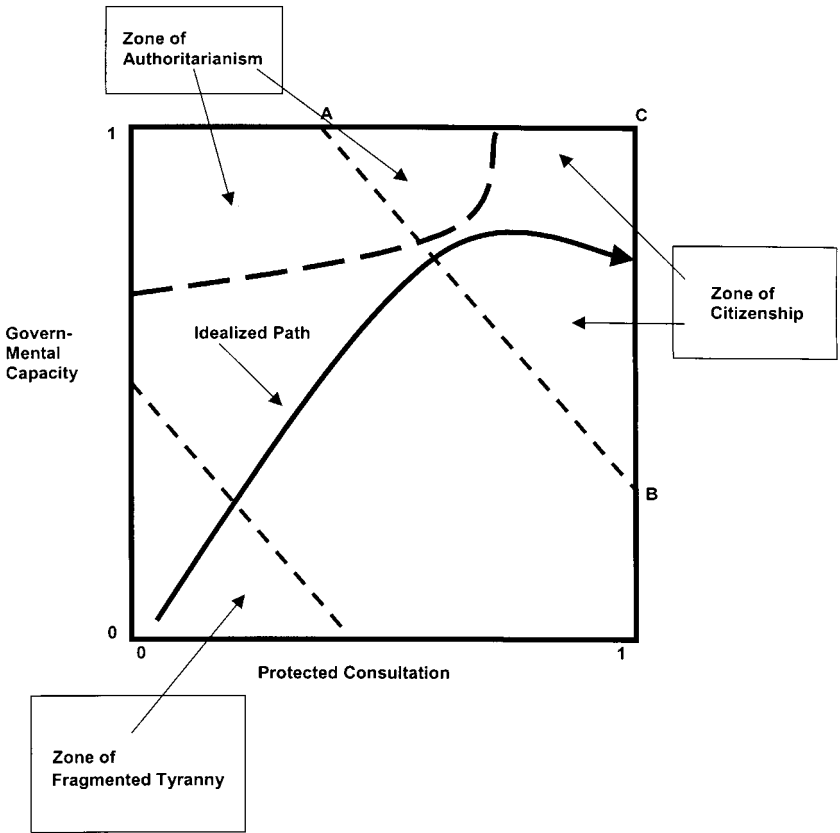 Zone of
Authoritarianism
A
C
1
Zone of
Citizenship
Idealized Path
Govern-
Mental
Capacity
B
0
0
1
Protected Consultation
Zone of
Fragmented Tyranny